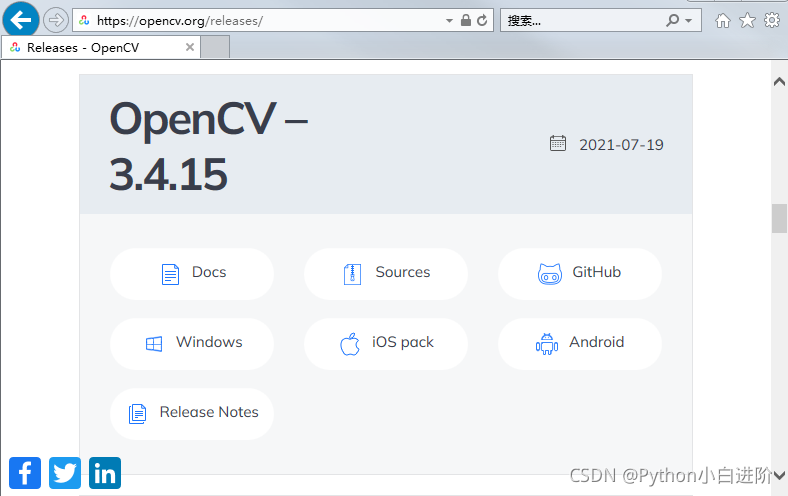 https://opencv.org/releases/
搜索...
Releases - OpenCV
OpenCV –
3.4.15
2021-07-19
Docs
Sources
GitHub
Windows
iOS pack
Android
Release Notes
CSDN @Python小白进阶